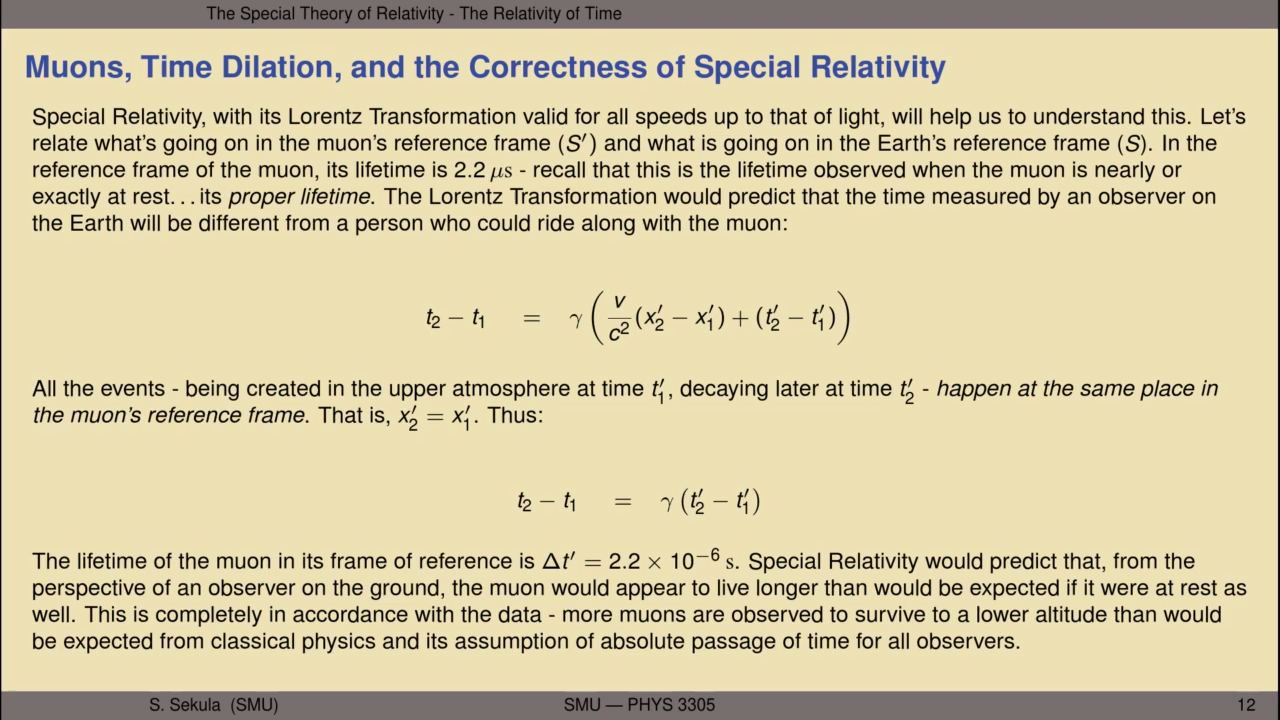 The Special Theory of Relativity - The Relativity of Time
Muons, Time Dilation, and the Correctness of Special Relativity
Special Relativity, with its Lorentz Transformation valid for all speeds up to that of light, will help us to understand this. Let's
relate what's going on in the muon's reference frame (S′) and what is going on in the Earth's reference frame (S). In the
reference frame of the muon, its lifetime is 2.2 μs - recall that this is the lifetime observed when the muon is nearly or
exactly at rest. . . its proper lifetime. The Lorentz Transformation would predict that the time measured by an observer on
the Earth will be different from a person who could ride along with the muon:
t₂ − t₁ = γ ( v/c² (x′₂ − x′₁) + (t′₂ − t′₁) )
All the events - being created in the upper atmosphere at time t′₁, decaying later at time t′₂ - happen at the same place in
the muon's reference frame. That is, x′₂ = x′₁. Thus:
t₂ − t₁ = γ (t′₂ − t′₁)
The lifetime of the muon in its frame of reference is Δt′ = 2.2 × 10⁻⁶ s. Special Relativity would predict that, from the
perspective of an observer on the ground, the muon would appear to live longer than would be expected if it were at rest as
well. This is completely in accordance with the data - more muons are observed to survive to a lower altitude than would
be expected from classical physics and its assumption of absolute passage of time for all observers.
S. Sekula (SMU) SMU — PHYS 3305 12